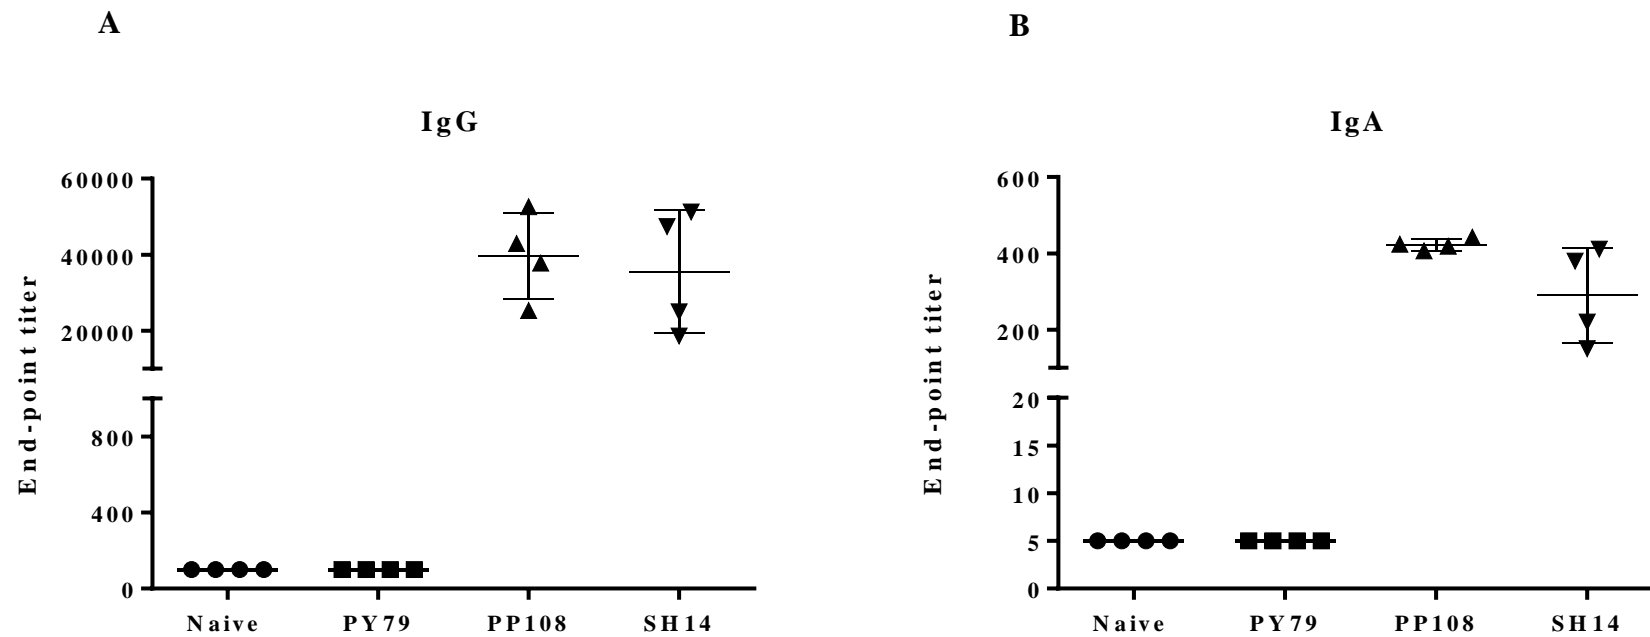 A
B
IgG
IgA
End-point titer
60000
40000
20000
800
400
0
Naive PY79 PP108 SH14
End-point titer
600
400
200
20
15
10
5
0
Naive PY79 PP108 SH14